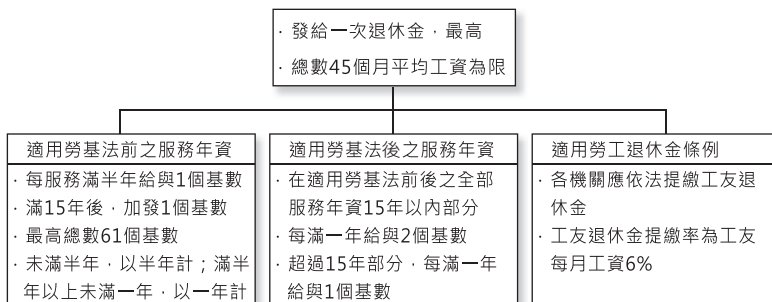 · 發給一次退休金，最高
· 總數45個月平均工資為限
適用勞基法前之服務年資
· 每服務滿半年給與1個基數
· 滿15年後，加發1個基數
· 最高總數61個基數
· 未滿半年，以半年計；滿半
年以上未滿一年，以一年計
適用勞基法後之服務年資
· 在適用勞基法前後之全部
服務年資15年以內部分
· 每滿一年給與2個基數
· 超過15年部分，每滿一年
給與1個基數
適用勞工退休金條例
· 各機關應依法提繳工友退
休金
· 工友退休金提繳率為工友
每月工資6%